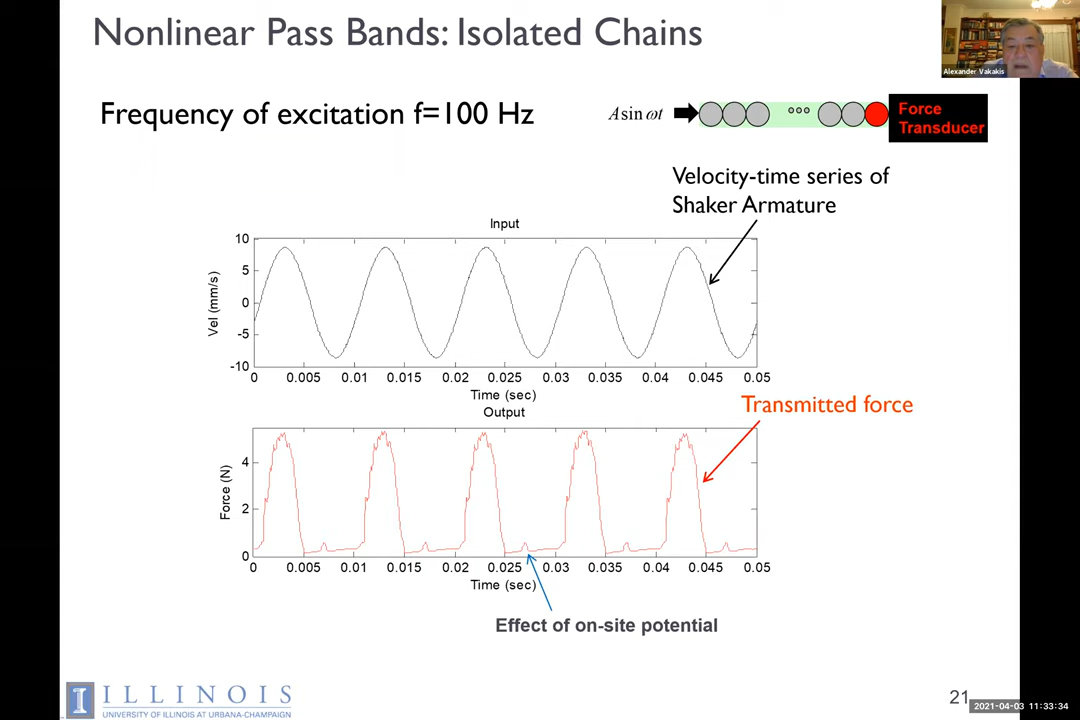 Nonlinear Pass Bands: Isolated Chains
Alexander Vakakis
Frequency of excitation f=100 Hz
A sin ωt
Force
Transducer
Velocity-time series of
Shaker Armature
Input
10
5
0
-5
-10
Vel (mm/s)
0 0.005 0.01 0.015 0.02 0.025 0.03 0.035 0.04 0.045 0.05
Time (sec)
Output
Transmitted force
4
2
0
Force (N)
0 0.005 0.01 0.015 0.02 0.025 0.03 0.035 0.04 0.045 0.05
Time (sec)
Effect of on-site potential
I ILLINOIS
UNIVERSITY OF ILLINOIS AT URBANA-CHAMPAIGN
21
2021-04-03 11:33:34